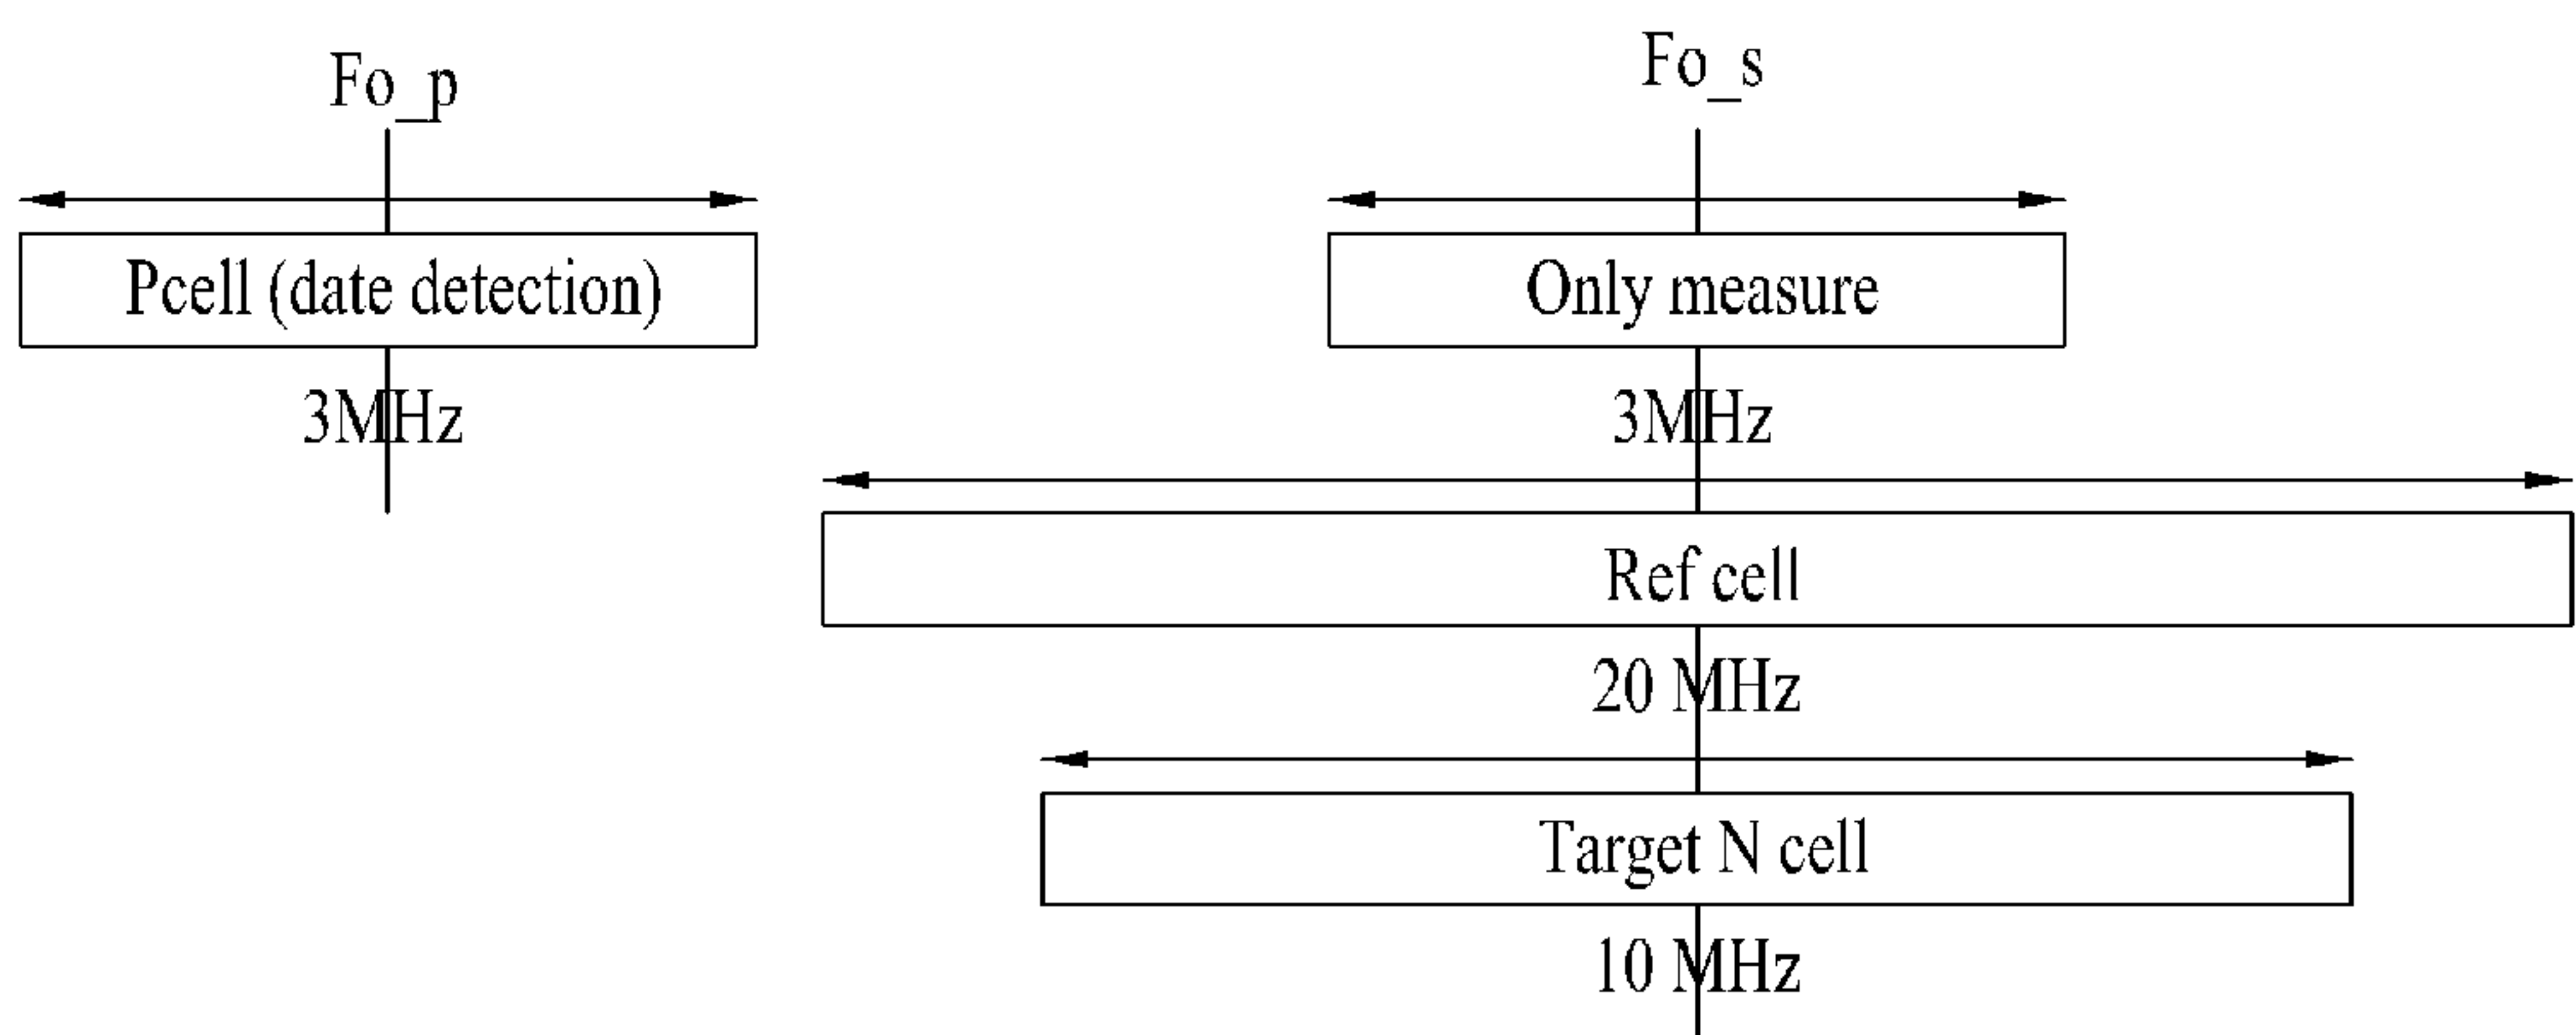 Fo_p
Fo_s
Pcell (date detection)
Only measure
3MHz
3MHz
Ref cell
20 MHz
Target N cell
10 MHz